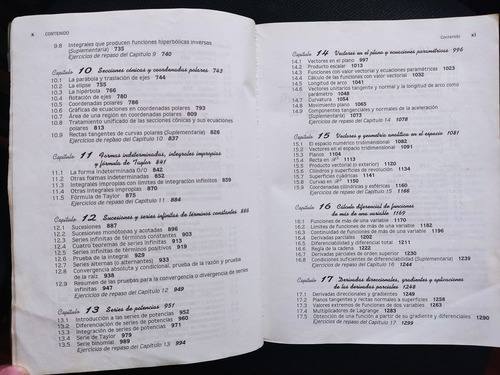 x CONTENIDO
9.8 Integrales que producen funciones hiperbólicas inversas
(Suplementaria) 735
Ejercicios de repaso del Capítulo 9 740
Capítulo 10 Secciones cónicas y coordenadas polares 743
10.1 La parábola y traslación de ejes 744
10.2 La elipse 755
10.3 La hipérbola 766
10.4 Rotación de ejes 780
10.5 Coordenadas polares 786
10.6 Gráficas de ecuaciones en coordenadas polares 793
10.7 Área de una región en coordenadas polares 809
10.8 Tratamiento unificado de las secciones cónicas y sus ecuaciones
polares 813
10.9 Rectas tangentes de curvas polares (Suplementaria) 826
Ejercicios de repaso del Capítulo 10 837
Capítulo 11 Formas indeterminadas, integrales impropias
y fórmula de Taylor 841
11.1 La forma indeterminada 0/0 842
11.2 Otras formas indeterminadas 852
11.3 Integrales impropias con límites de integración infinitos 859
11.4 Otras integrales impropias 870
11.5 Fórmula de Taylor 876
Ejercicios de repaso del Capítulo 11 884
Capítulo 12 Sucesiones y series infinitas de términos constantes 886
12.1 Sucesiones 887
12.2 Sucesiones monótonas y acotadas 896
12.3 Series infinitas de términos constantes 903
12.4 Cuatro teoremas de series infinitas 913
12.5 Series infinitas de términos positivos 919
12.6 Prueba de la integral 929
12.7 Series alternas (o alternantes) 933
12.8 Convergencia absoluta y condicional, prueba de la razón y prueba
de la raíz 938
12.9 Resumen de las pruebas para la convergencia o divergencia de series
infinitas 947
Ejercicios de repaso del Capítulo 12 949
Capítulo 13 Series de potencias 951
13.1 Introducción a las series de potencias 952
13.2 Diferenciación de series de potencias 960
13.3 Integración de series de potencias 971
13.4 Serie de Taylor 979
13.5 Serie binomial 989
Ejercicios de repaso del Capítulo 13 994
Contenido xi
Capítulo 14 Vectores en el plano y ecuaciones paramétricas 996
14.1 Vectores en el plano 997
14.2 Producto escalar 1013
14.3 Funciones con valor vectorial y ecuaciones paramétricas 1023
14.4 Cálculo de las funciones con valor vectorial 1032
14.5 Longitud de arco 1041
14.6 Vectores unitarios tangente y normal y la longitud de arco como
parámetro 1048
14.7 Curvatura 1054
14.8 Movimiento plano 1065
14.9 Componentes tangenciales y normales de la aceleración
(Suplementaria) 1073
Ejercicios de repaso del Capítulo 14 1078
Capítulo 15 Vectores y geometría analítica en el espacio 1081
15.1 El espacio numérico tridimensional 1083
15.2 Vectores en el espacio tridimensional 1091
15.3 Planos 1104
15.4 Recta en R³ 1113
15.5 Producto vectorial (o exterior) 1120
15.6 Cilindros y superficies de revolución 1134
15.7 Superficies cuádricas 1141
15.8 Curvas en R³ 1150
15.9 Coordenadas cilíndricas y esféricas 1160
Ejercicios de repaso del Capítulo 15 1166
Capítulo 16 Cálculo diferencial de funciones
de más de una variable 1169
16.1 Funciones de más de una variable 1170
16.2 Límites de funciones de más de una variable 1182
16.3 Continuidad de funciones de más de una variable 1196
16.4 Derivadas parciales 1202
16.5 Diferenciabilidad y diferencial total 1211
16.6 Regla de la cadena 1222
16.7 Derivadas parciales de orden superior 1230
16.8 Condiciones suficientes de diferenciabilidad (Suplementaria) 1239
Ejercicios de repaso del Capítulo 16 1244
Capítulo 17 Derivadas direccionales, gradientes y aplicaciones
de las derivadas parciales 1248
17.1 Derivadas direccionales y gradientes 1249
17.2 Planos tangentes y rectas normales a superficies 1258
17.3 Valores extremos de funciones de dos variables 1263
17.4 Multiplicadores de Lagrange 1283
17.5 Obtención de una función a partir de su gradiente y diferenciales 1290
Ejercicios de repaso del Capítulo 17 1299